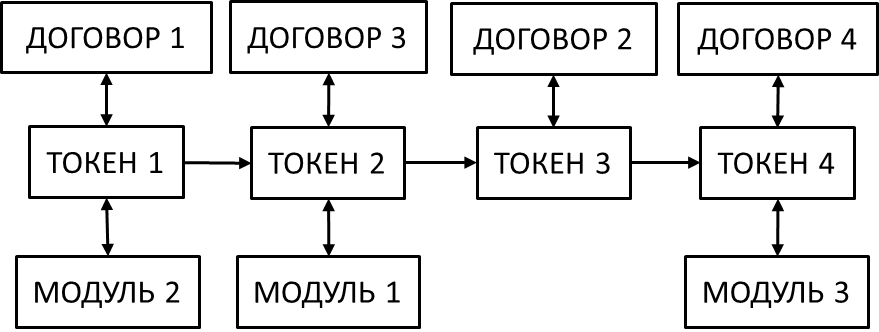 ДОГОВОР 1
ДОГОВОР 3
ДОГОВОР 2
ДОГОВОР 4
ТОКЕН 1
ТОКЕН 2
ТОКЕН 3
ТОКЕН 4
МОДУЛЬ 2
МОДУЛЬ 1
МОДУЛЬ 3